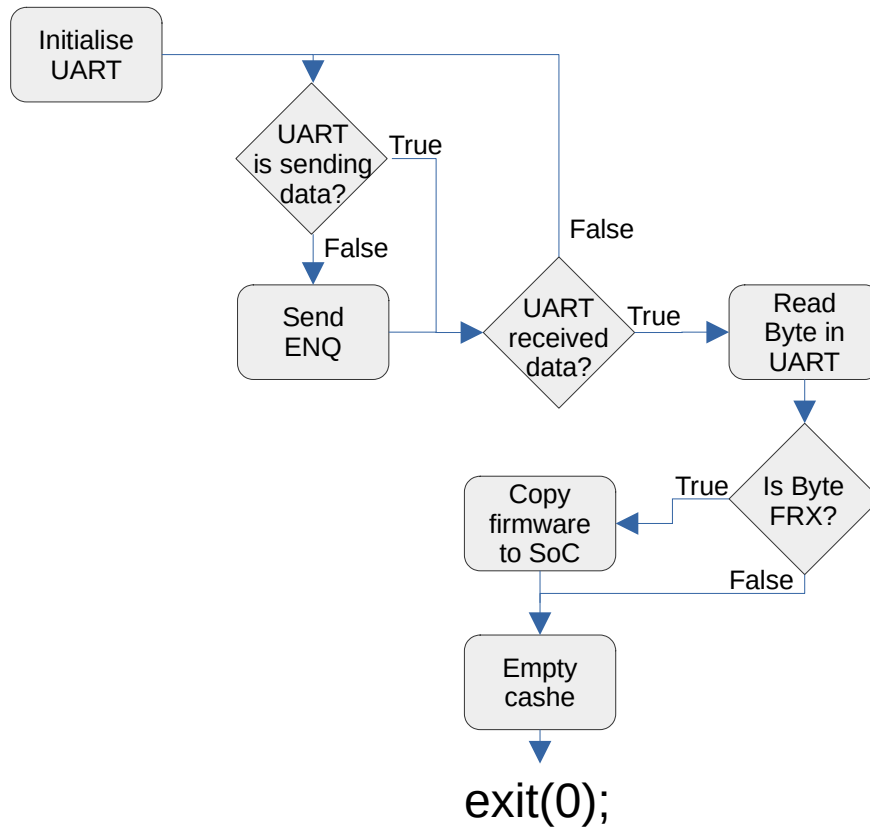 Initialise
UART
UART
is sending
data?
True
False
Send
ENQ
False
UART
received
data?
True
Read
Byte in
UART
Is Byte
FRX?
True
False
Copy
firmware
to SoC
Empty
cashe
exit(0);